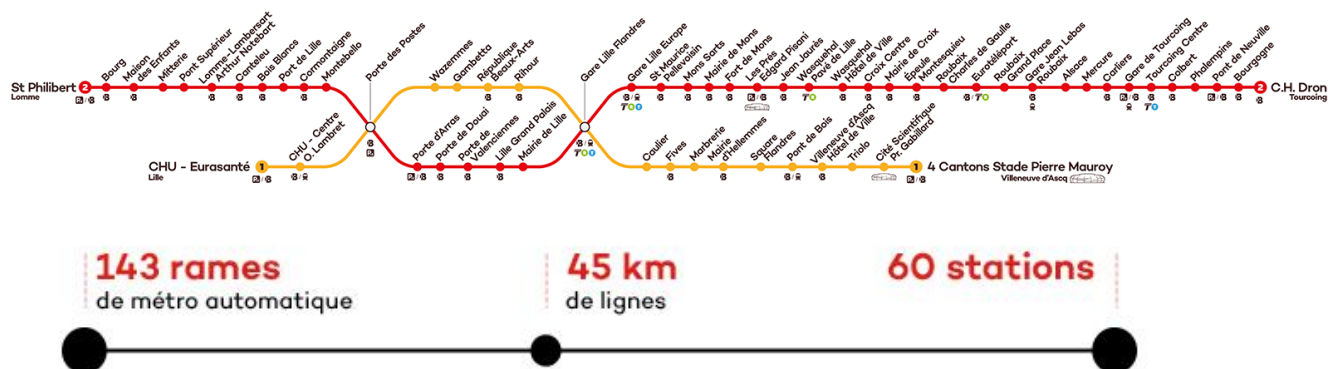 St Philibert
Lomme
2
Bourg
Maison
des Enfants
Mitterie
Pont Supérieur
Lomme-Lambersart
Arthur Notebart
Canteleu
Bois Blancs
Port de Lille
Cormontaigne
Montebello
Porte des Postes
Porte d'Arras
Porte de Douai
Porte de
Valenciennes
Lille Grand Palais
Mairie de Lille
Gare Lille Flandres
Gare Lille Europe
St Maurice
Pellevoisin
Mons Sarts
Mairie de Mons
Fort de Mons
Les Prés
Edgard Pisani
Jean Jaurès
Wasquehal
Pavé de Lille
Wasquehal
Hôtel de Ville
Croix Centre
Mairie de Croix
Épeule
Montesquieu
Roubaix
Charles de Gaulle
Eurotéléport
Roubaix
Grand Place
Gare Jean Lebas
Roubaix
Alsace
Mercure
Carliers
Gare de Tourcoing
Tourcoing Centre
Colbert
Phalempins
Pont de Neuville
Bourgogne
2
C.H. Dron
Tourcoing
CHU - Eurasanté
Lille
1
CHU - Centre
O. Lambret
Wazemmes
Gambetta
République
Beaux-Arts
Rihour
Caulier
Fives
Marbrerie
Mairie
d'Hellemmes
Square
Flandres
Pont de Bois
Villeneuve d'Ascq
Hôtel de Ville
Triolo
Cité Scientifique
Pr. Gabillard
1
4 Cantons Stade Pierre Mauroy
Villeneuve d'Ascq
143 rames
de métro automatique
45 km
de lignes
60 stations